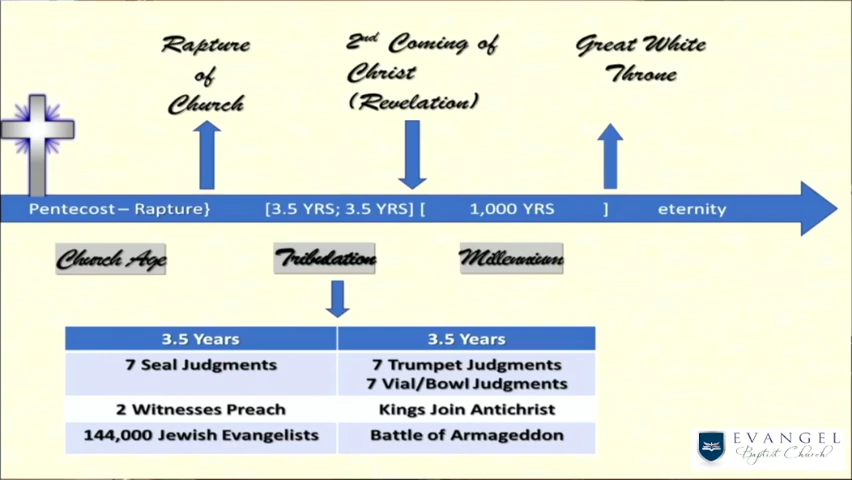 Rapture
of
Church
2nd Coming of
Christ
(Revelation)
Great White
Throne
Pentecost – Rapture} [3.5 YRS; 3.5 YRS] [ 1,000 YRS ] eternity
Church Age
Tribulation
Millennium
3.5 Years 3.5 Years
7 Seal Judgments 7 Trumpet Judgments
7 Vial/Bowl Judgments
2 Witnesses Preach Kings Join Antichrist
144,000 Jewish Evangelists Battle of Armageddon
EVANGEL
Baptist Church